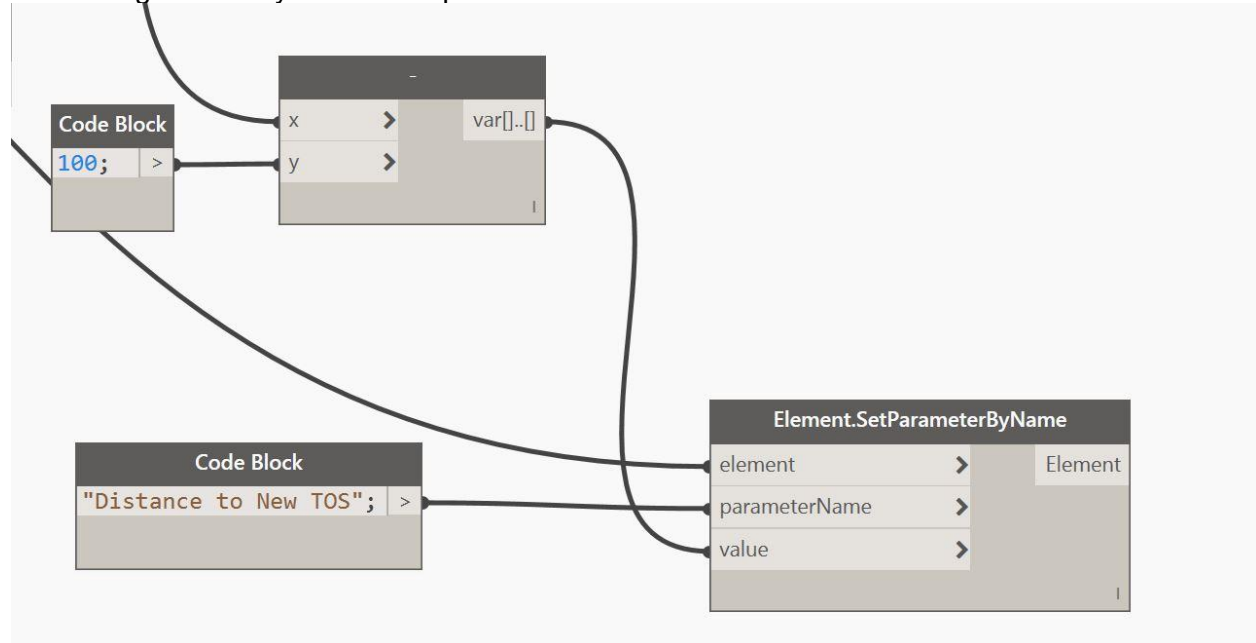 -
x
var[]..[]
y
Code Block
100; >
Element.SetParameterByName
element
Element
parameterName
value
Code Block
"Distance to New TOS"; >